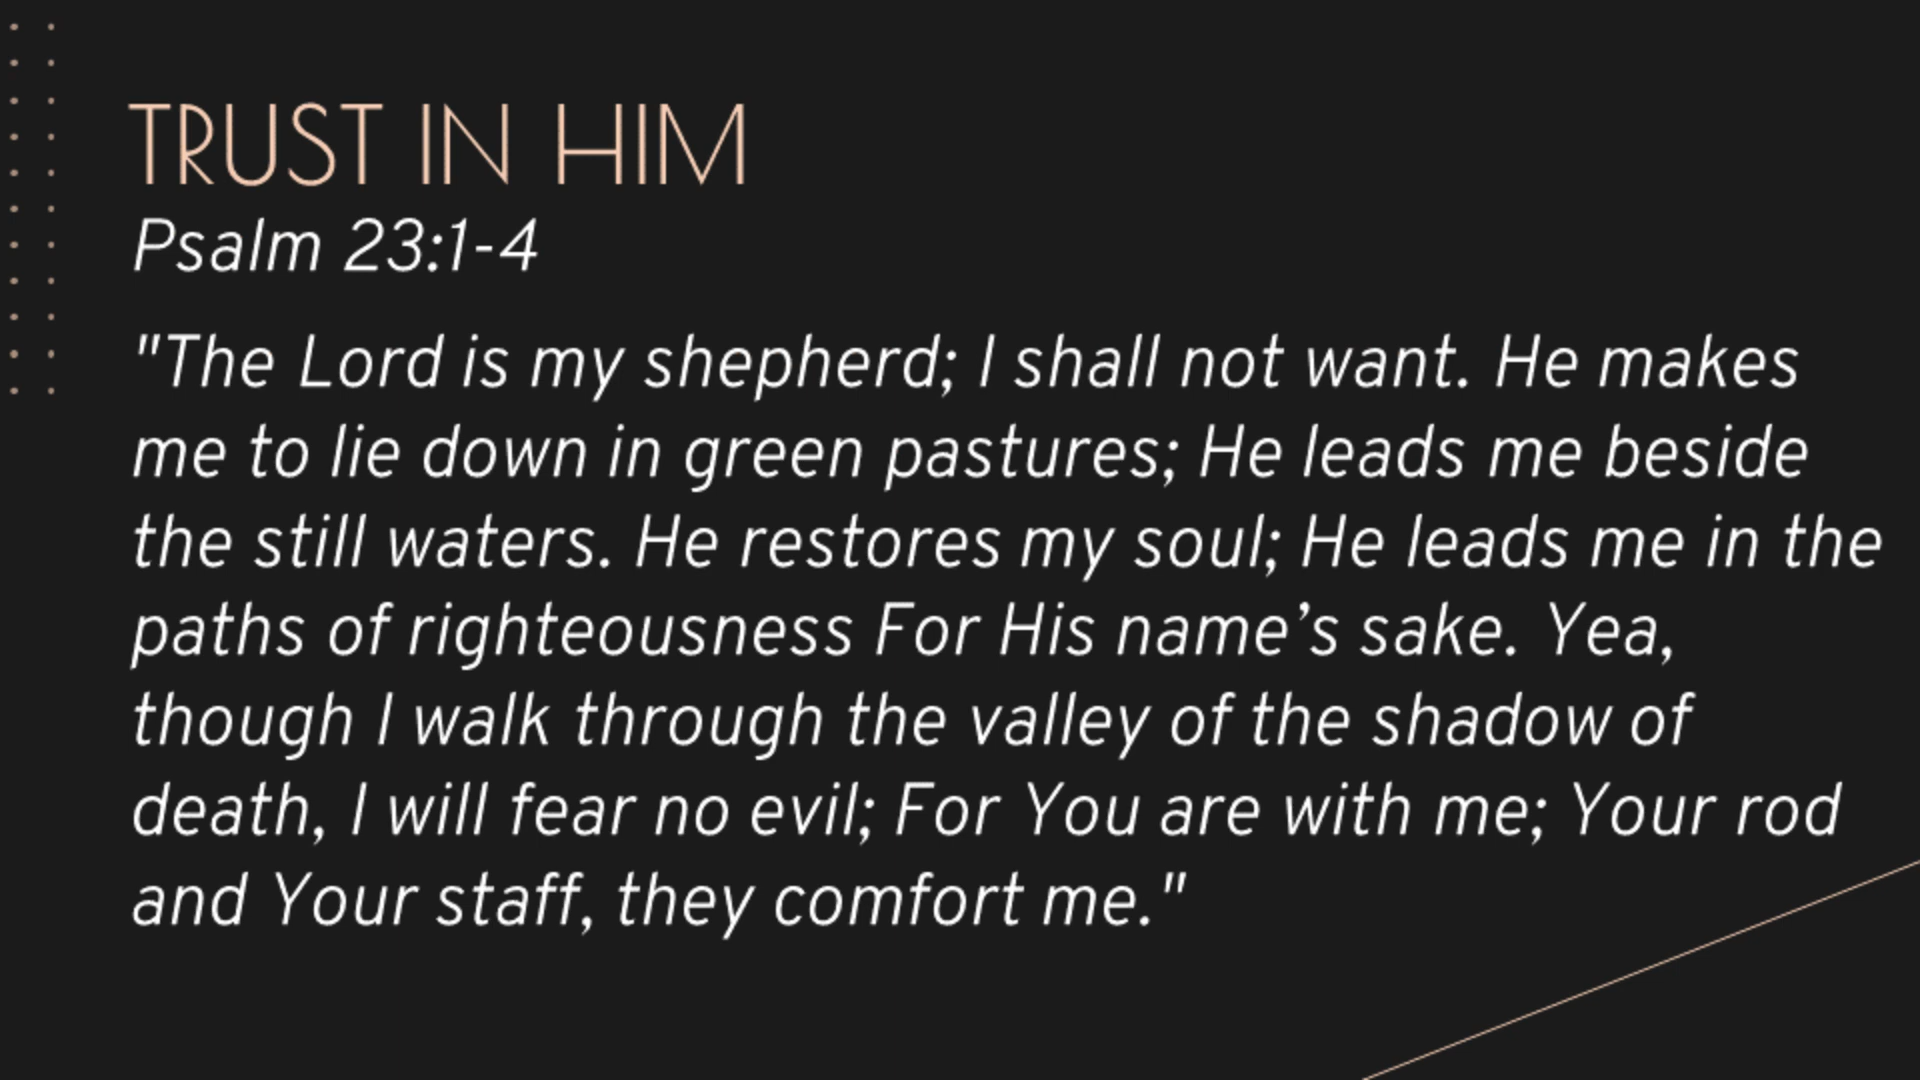 TRUST IN HIM
Psalm 23:1-4
"The Lord is my shepherd; I shall not want. He makes
me to lie down in green pastures; He leads me beside
the still waters. He restores my soul; He leads me in the
paths of righteousness For His name’s sake. Yea,
though I walk through the valley of the shadow of
death, I will fear no evil; For You are with me; Your rod
and Your staff, they comfort me."